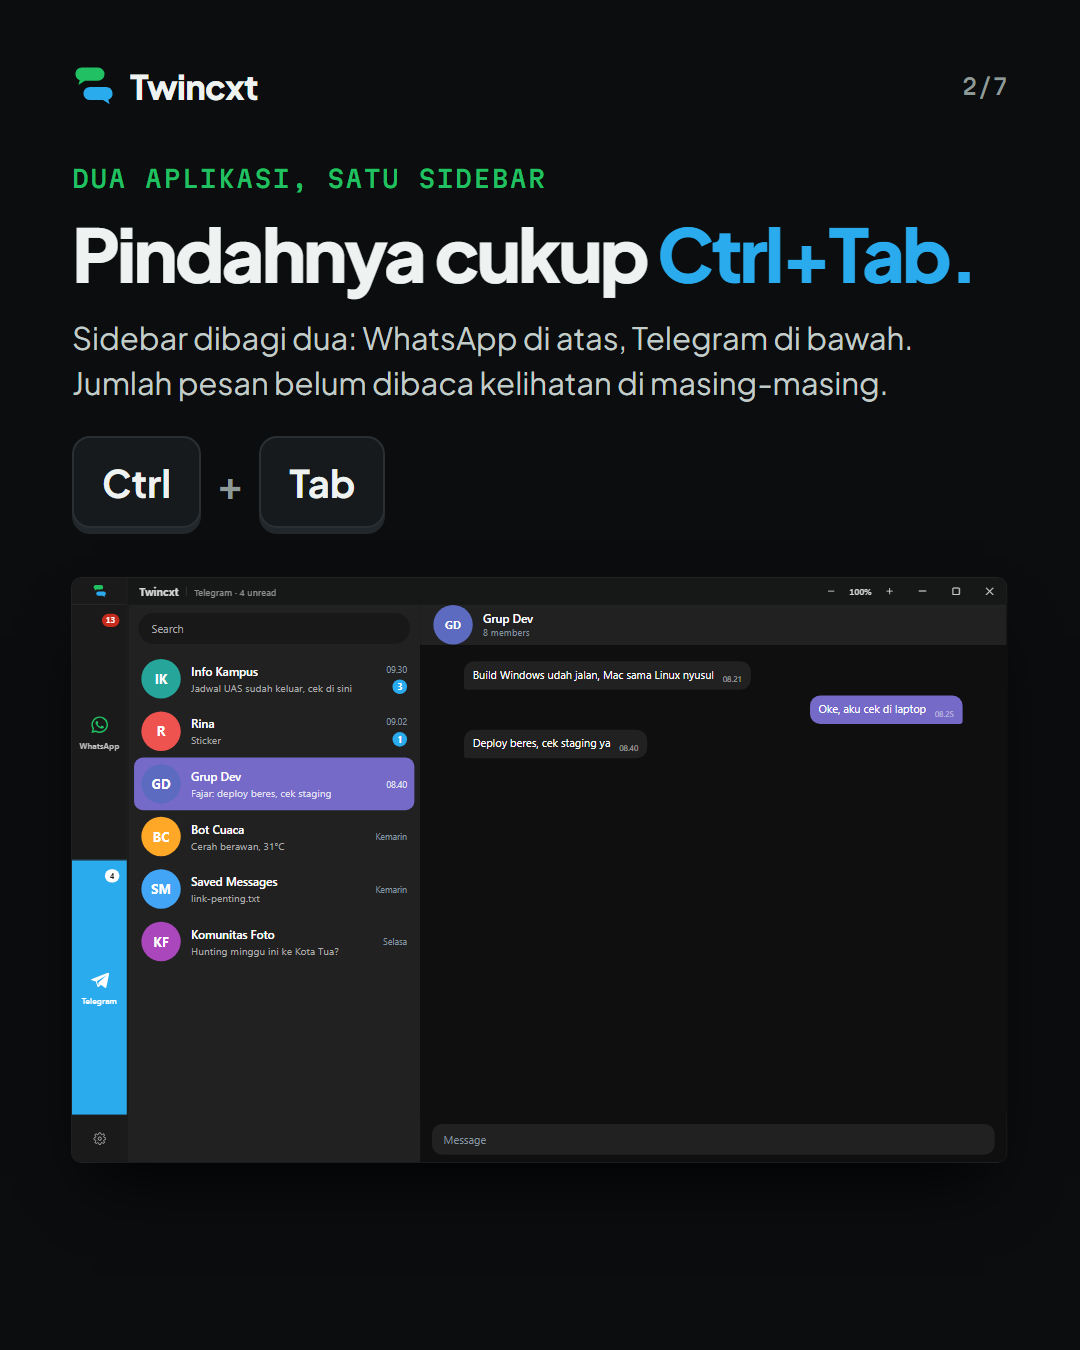 Twincxt
2/7
DUA APLIKASI, SATU SIDEBAR
Pindahnya cukup Ctrl+Tab.
Sidebar dibagi dua: WhatsApp di atas, Telegram di bawah.
Jumlah pesan belum dibaca kelihatan di masing-masing.
Ctrl + Tab
Twincxt Telegram · 4 unread
− 100% +
13
WhatsApp
4
Telegram
Search
IK
Info Kampus 09.30
Jadwal UAS sudah keluar, cek di sini 3
R
Rina 09.02
Sticker 1
GD
Grup Dev 08.40
Fajar: deploy beres, cek staging
BC
Bot Cuaca Kemarin
Cerah berawan, 31°C
SM
Saved Messages Kemarin
link-penting.txt
KF
Komunitas Foto Selasa
Hunting minggu ini ke Kota Tua?
GD
Grup Dev
8 members
Build Windows udah jalan, Mac sama Linux nyusul 08.21
Oke, aku cek di laptop 08.25
Deploy beres, cek staging ya 08.40
Message